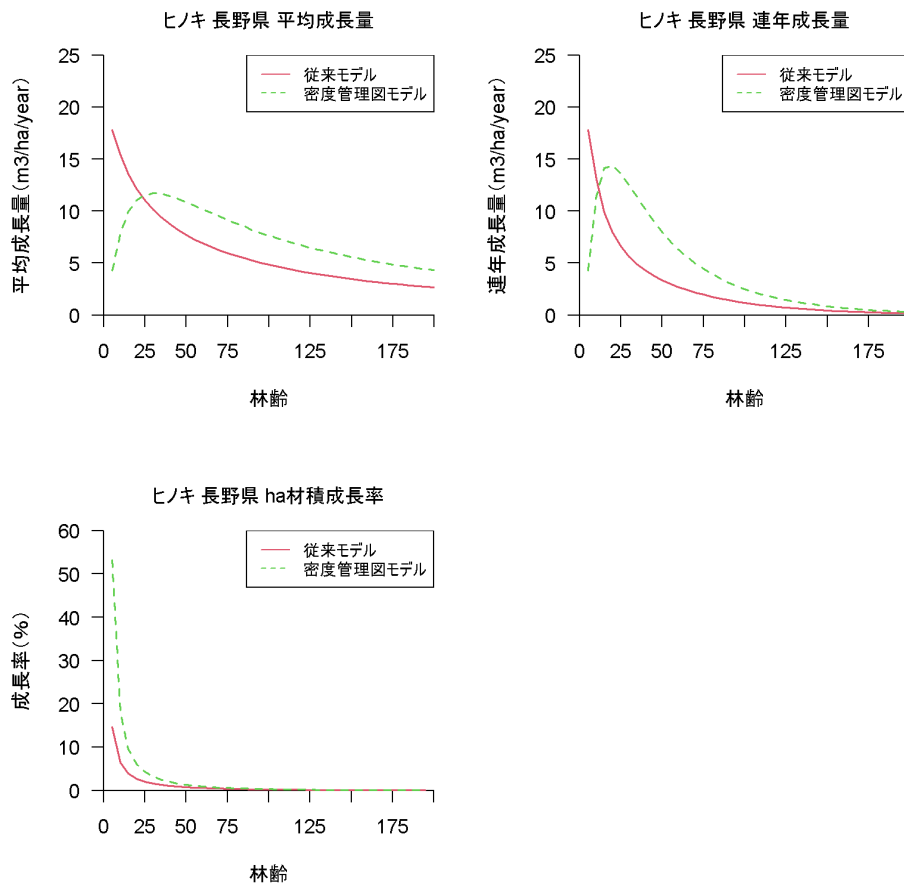 ヒノキ 長野県 平均成長量
平均成長量(m3/ha/year)
25
20
15
10
5
0
従来モデル
密度管理図モデル
0 25 50 75 125 175
林齢
ヒノキ 長野県 連年成長量
連年成長量(m3/ha/year)
25
20
15
10
5
0
従来モデル
密度管理図モデル
0 25 50 75 125 175
林齢
ヒノキ 長野県 ha材積成長率
成長率(%)
60
50
40
30
20
10
0
従来モデル
密度管理図モデル
0 25 50 75 125 175
林齢